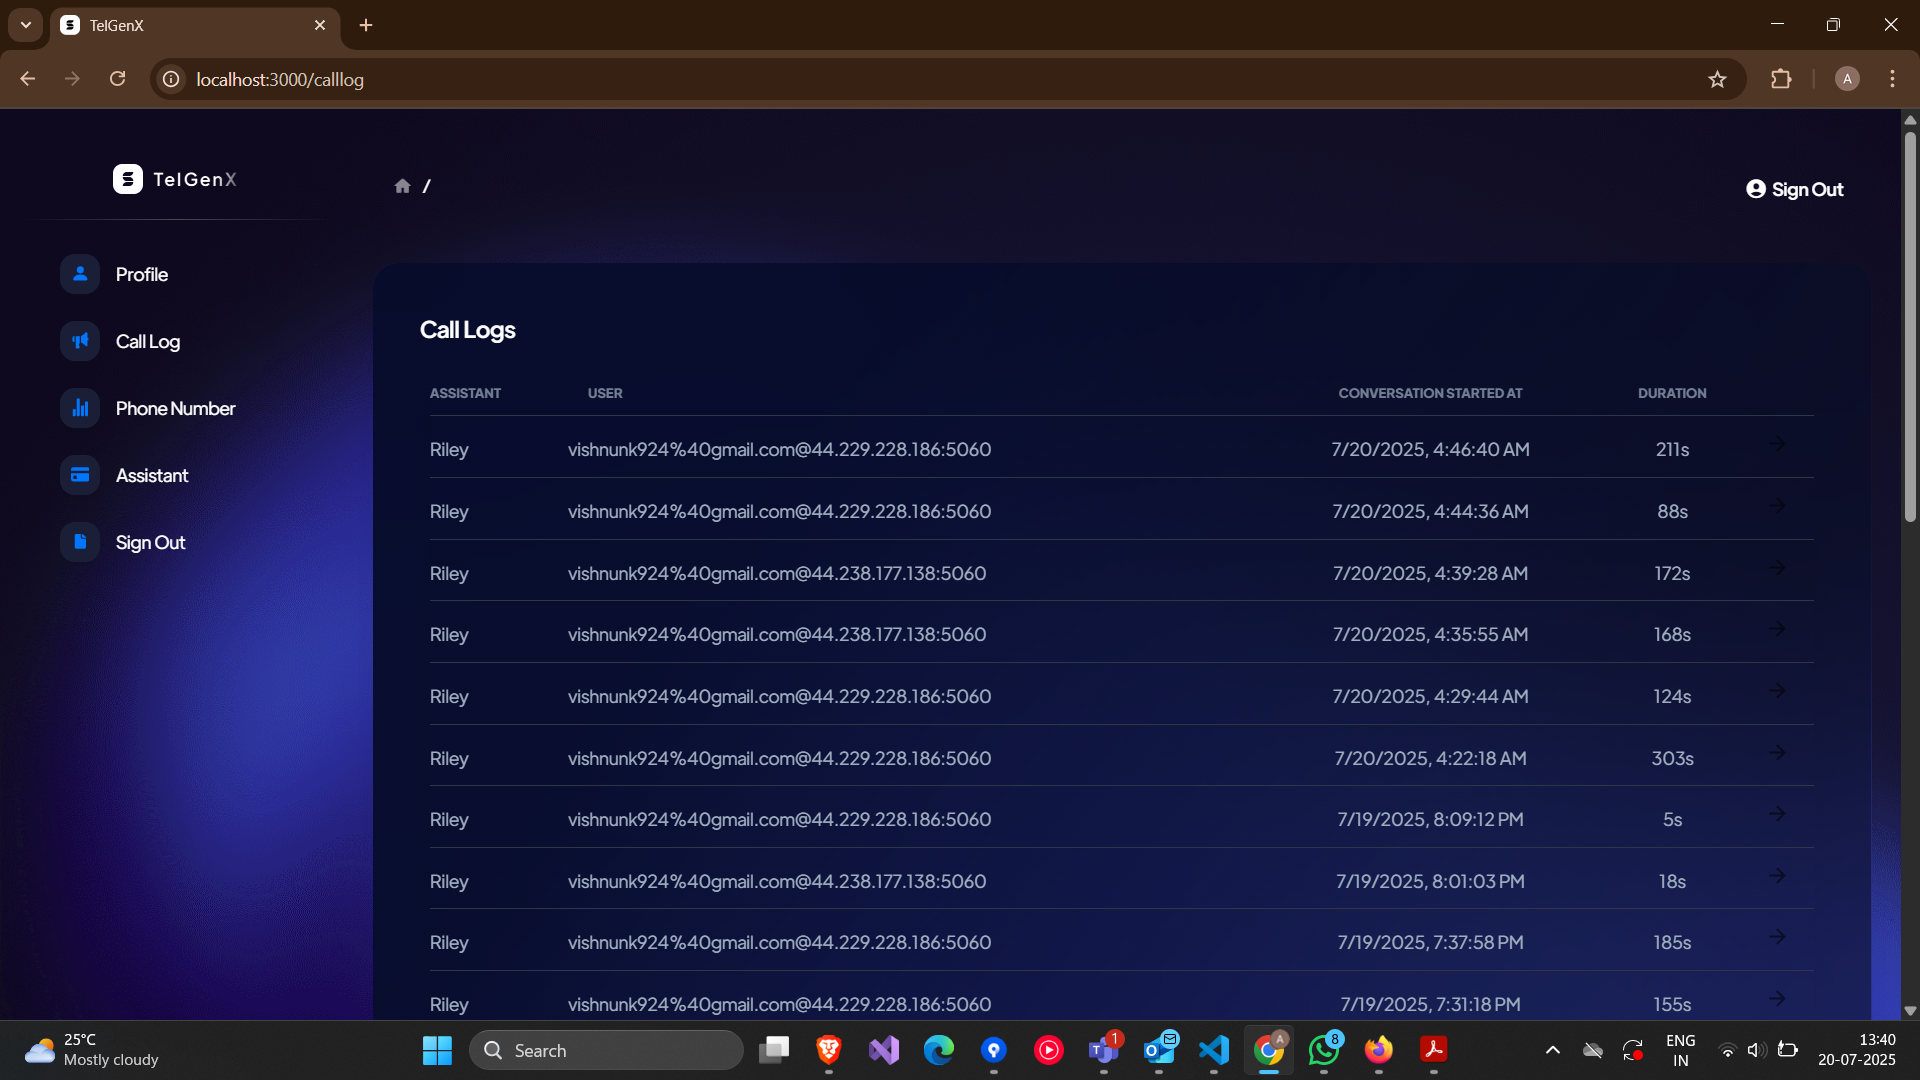 TelGenX
localhost:3000/calllog
A
TelGenX
/
Sign Out
Profile
Call Log
Phone Number
Assistant
Sign Out
Call Logs
ASSISTANT USER CONVERSATION STARTED AT DURATION
Riley vishnunk924%40gmail.com@44.229.228.186:5060 7/20/2025, 4:46:40 AM 211s
Riley vishnunk924%40gmail.com@44.229.228.186:5060 7/20/2025, 4:44:36 AM 88s
Riley vishnunk924%40gmail.com@44.238.177.138:5060 7/20/2025, 4:39:28 AM 172s
Riley vishnunk924%40gmail.com@44.238.177.138:5060 7/20/2025, 4:35:55 AM 168s
Riley vishnunk924%40gmail.com@44.229.228.186:5060 7/20/2025, 4:29:44 AM 124s
Riley vishnunk924%40gmail.com@44.229.228.186:5060 7/20/2025, 4:22:18 AM 303s
Riley vishnunk924%40gmail.com@44.229.228.186:5060 7/19/2025, 8:09:12 PM 5s
Riley vishnunk924%40gmail.com@44.238.177.138:5060 7/19/2025, 8:01:03 PM 18s
Riley vishnunk924%40gmail.com@44.229.228.186:5060 7/19/2025, 7:37:58 PM 185s
Riley vishnunk924%40gmail.com@44.229.228.186:5060 7/19/2025, 7:31:18 PM 155s
25°C
Mostly cloudy
Search
1
A
8
ENG
IN
13:40
20-07-2025